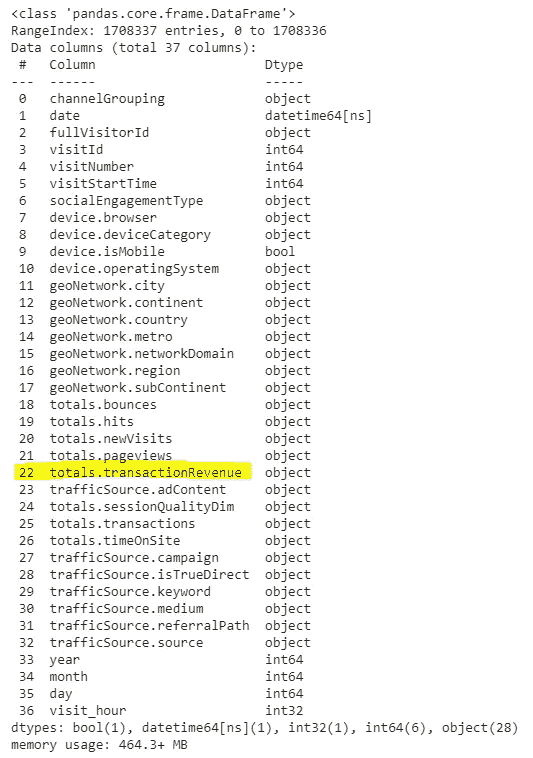 <class 'pandas.core.frame.DataFrame'>
RangeIndex: 1708337 entries, 0 to 1708336
Data columns (total 37 columns):
 #   Column                      Dtype
---  ------                      -----
 0   channelGrouping             object
 1   date                        datetime64[ns]
 2   fullVisitorId               object
 3   visitId                     int64
 4   visitNumber                 int64
 5   visitStartTime              int64
 6   socialEngagementType        object
 7   device.browser              object
 8   device.deviceCategory       object
 9   device.isMobile             bool
 10  device.operatingSystem      object
 11  geoNetwork.city             object
 12  geoNetwork.continent        object
 13  geoNetwork.country          object
 14  geoNetwork.metro            object
 15  geoNetwork.networkDomain    object
 16  geoNetwork.region           object
 17  geoNetwork.subContinent     object
 18  totals.bounces              object
 19  totals.hits                 object
 20  totals.newVisits            object
 21  totals.pageviews            object
 22  totals.transactionRevenue   object
 23  trafficSource.adContent     object
 24  totals.sessionQualityDim    object
 25  totals.transactions         object
 26  totals.timeOnSite           object
 27  trafficSource.campaign      object
 28  trafficSource.isTrueDirect  object
 29  trafficSource.keyword       object
 30  trafficSource.medium        object
 31  trafficSource.referralPath  object
 32  trafficSource.source        object
 33  year                        int64
 34  month                       int64
 35  day                         int64
 36  visit_hour                  int32
dtypes: bool(1), datetime64[ns](1), int32(1), int64(6), object(28)
memory usage: 464.3+ MB